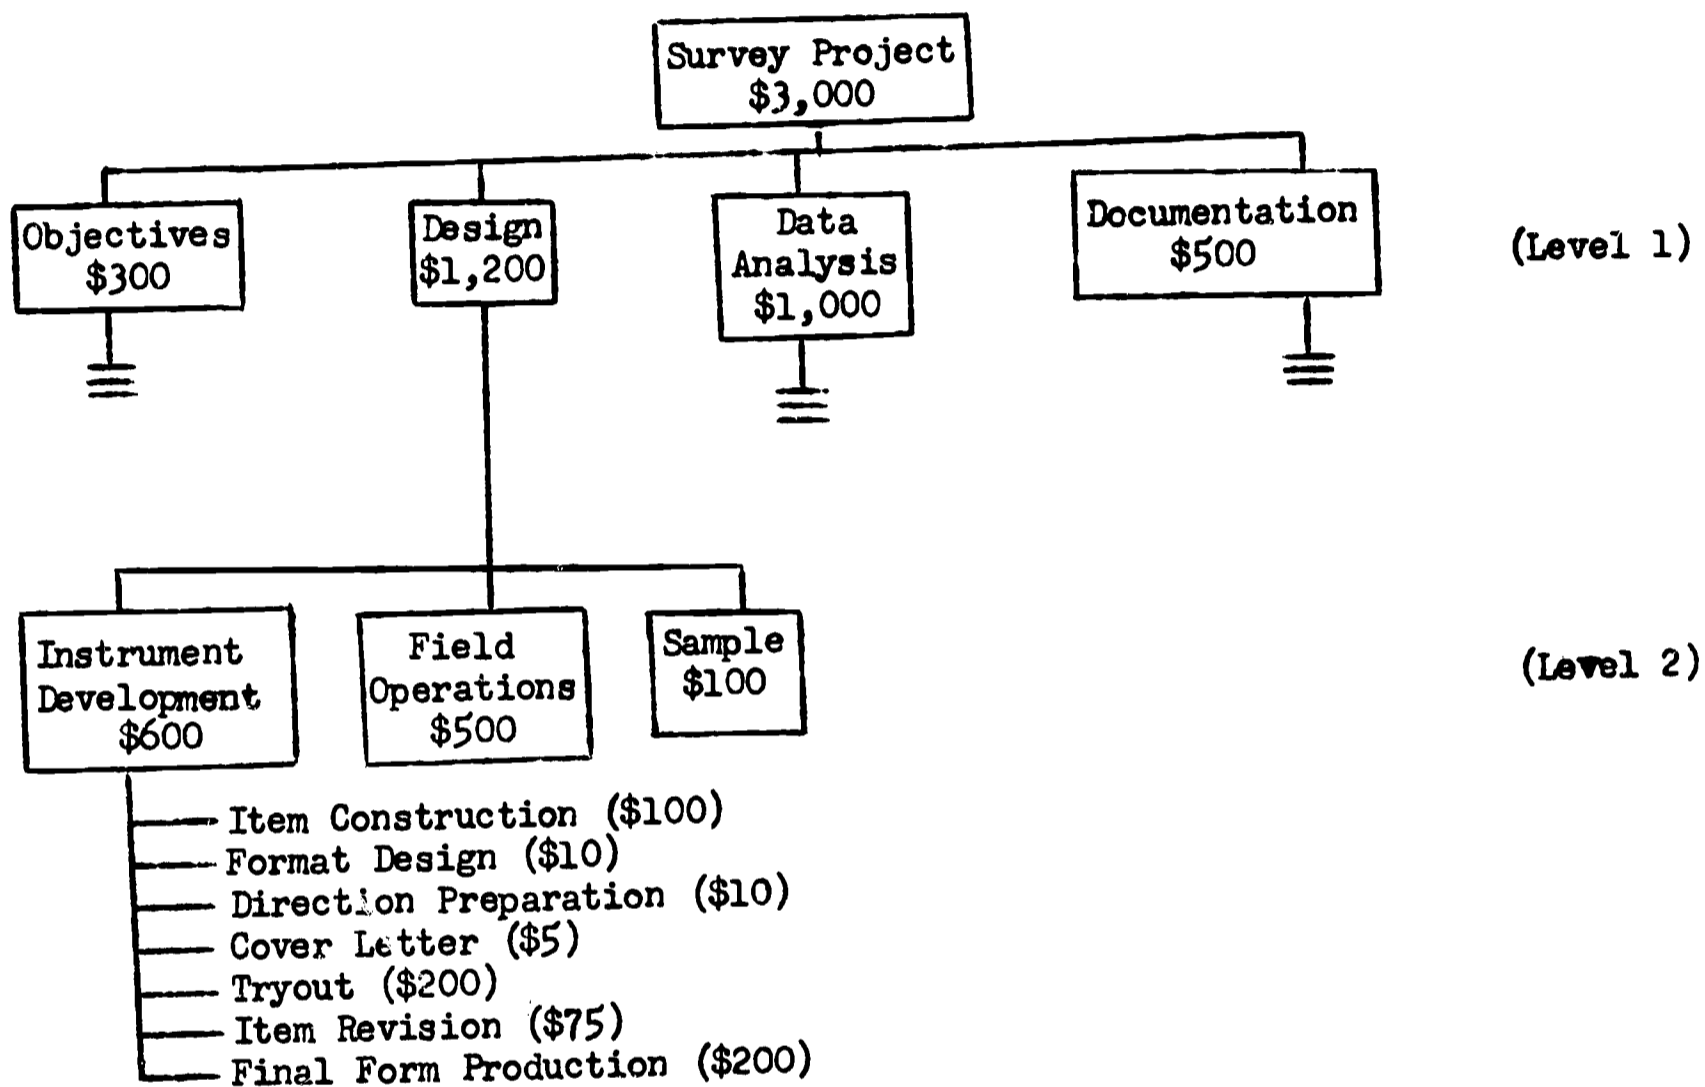 Survey Project
$3,000
Objectives
$300
Design
$1,200
Data
Analysis
$1,000
Documentation
$500
(Level 1)
Instrument
Development
$600
Field
Operations
$500
Sample
$100
(Level 2)
Item Construction ($100)
Format Design ($10)
Direction Preparation ($10)
Cover Letter ($5)
Tryout ($200)
Item Revision ($75)
Final Form Production ($200)